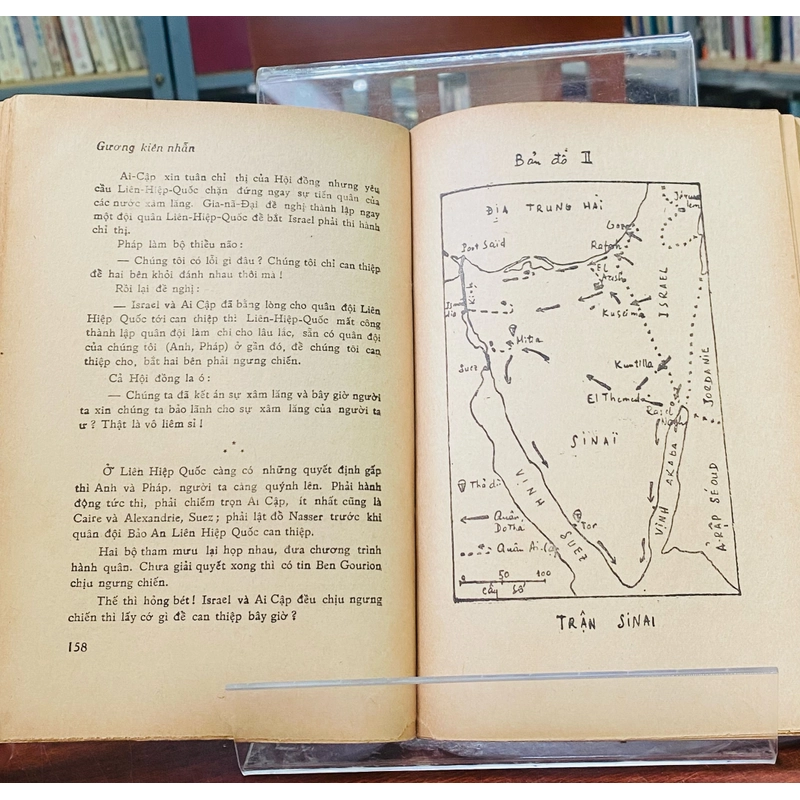 Gương kiên nhẫn
Ai-Cập xin tuân chỉ thị của Hội đồng nhưng yêu
cầu Liên-Hiệp-Quốc chặn đứng ngay sự tiến quân của
các nước xâm lăng. Gia-nã-Đại đề nghị thành lập ngay
một đội quân Liên-Hiệp-Quốc để bắt Israel phải thi hành
chỉ thị.
Pháp làm bộ thiểu não:
— Chúng tôi có lỗi gì đâu? Chúng tôi chỉ can thiệp
để hai bên khỏi đánh nhau thôi mà!
Rồi lại đề nghị:
— Israel và Ai Cập đã bằng lòng cho quân đội Liên
Hiệp Quốc tới can thiệp thì Liên-Hiệp-Quốc mất công
thành lập quân đội làm chi cho lâu lắc, sẵn có quân đội
của chúng tôi (Anh, Pháp) ở gần đó, để chúng tôi can
thiệp cho, bắt hai bên phải ngưng chiến.
Cả Hội đồng la ó:
— Chúng ta đã kết án sự xâm lăng và bây giờ người
ta xin chúng ta bảo lãnh cho sự xâm lăng của người ta
ư? Thật là vô liêm sỉ!
* * *
Ở Liên Hiệp Quốc càng có những quyết định gấp
thì Anh và Pháp, người ta càng quýnh lên. Phải hành
động tức thì, phải chiếm trọn Ai Cập, ít nhất cũng là
Caire và Alexandrie, Suez; phải lật đổ Nasser trước khi
quân đội Bảo An Liên Hiệp Quốc can thiệp.
Hai bộ tham mưu lại họp nhau, đưa chương trình
hành quân. Chưa giải quyết xong thì có tin Ben Gourion
chịu ngưng chiến.
Thế thì hỏng bét! Israel và Ai Cập đều chịu ngưng
chiến thì lấy cớ gì để can thiệp bây giờ?
158
Bản đồ II
ĐỊA TRUNG HẢI
Port Said
Rafah
EL
Kinh
ISRAEL
Mita
Suez
Kuntilla
JORDANIE
SINAÏ
VỊNH
SUEZ
VỊNH
AKABA
Ả-RẬP SÉOUD
Tor
Quân
Do Thái
Quân Ai-Cập
50 100
Cây Số
TRẬN SINAI